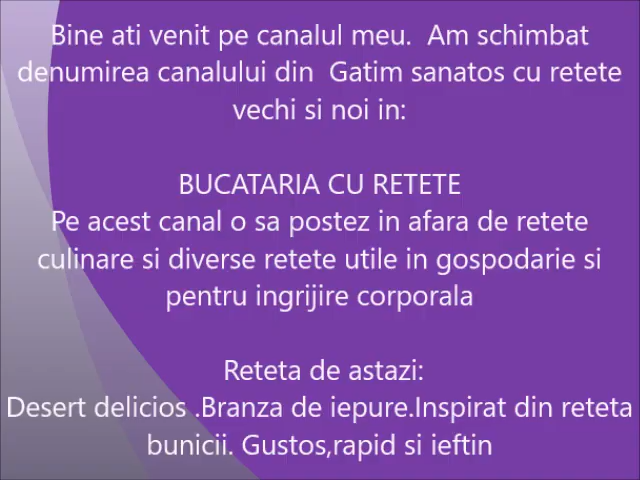 Bine ati venit pe canalul meu.  Am schimbat
denumirea canalului din  Gatim sanatos cu retete
vechi si noi in:
BUCATARIA CU RETETE
Pe acest canal o sa postez in afara de retete
culinare si diverse retete utile in gospodarie si
pentru ingrijire corporala
Reteta de astazi:
Desert delicios .Branza de iepure.Inspirat din reteta
bunicii. Gustos,rapid si ieftin